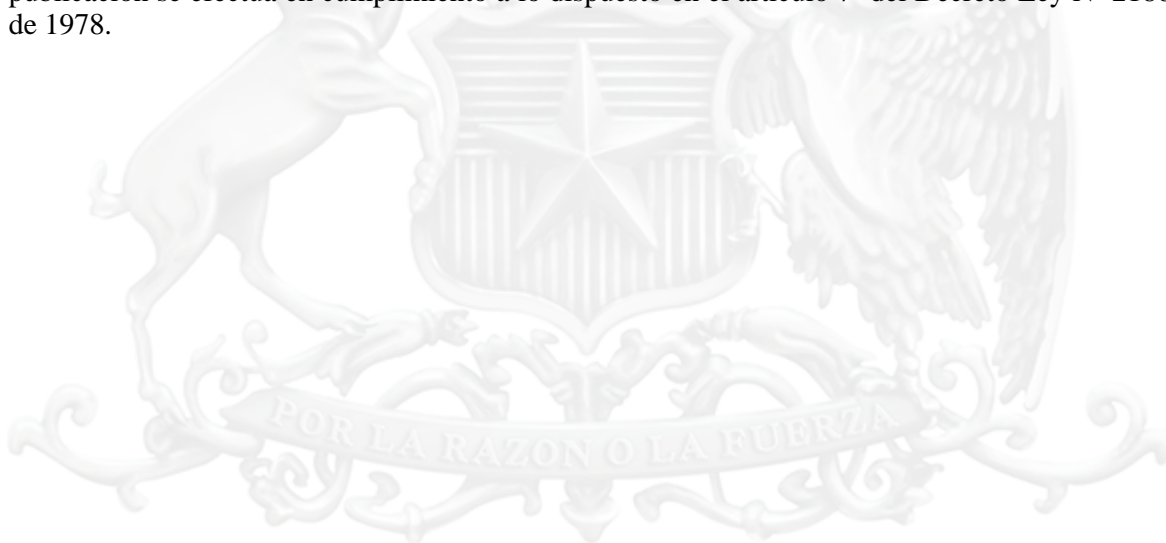 publicación se efectúa en cumplimiento a lo dispuesto en el artículo 7° del Decreto Ley N° 2186
de 1978.
POR LA RAZON O LA FUERZA